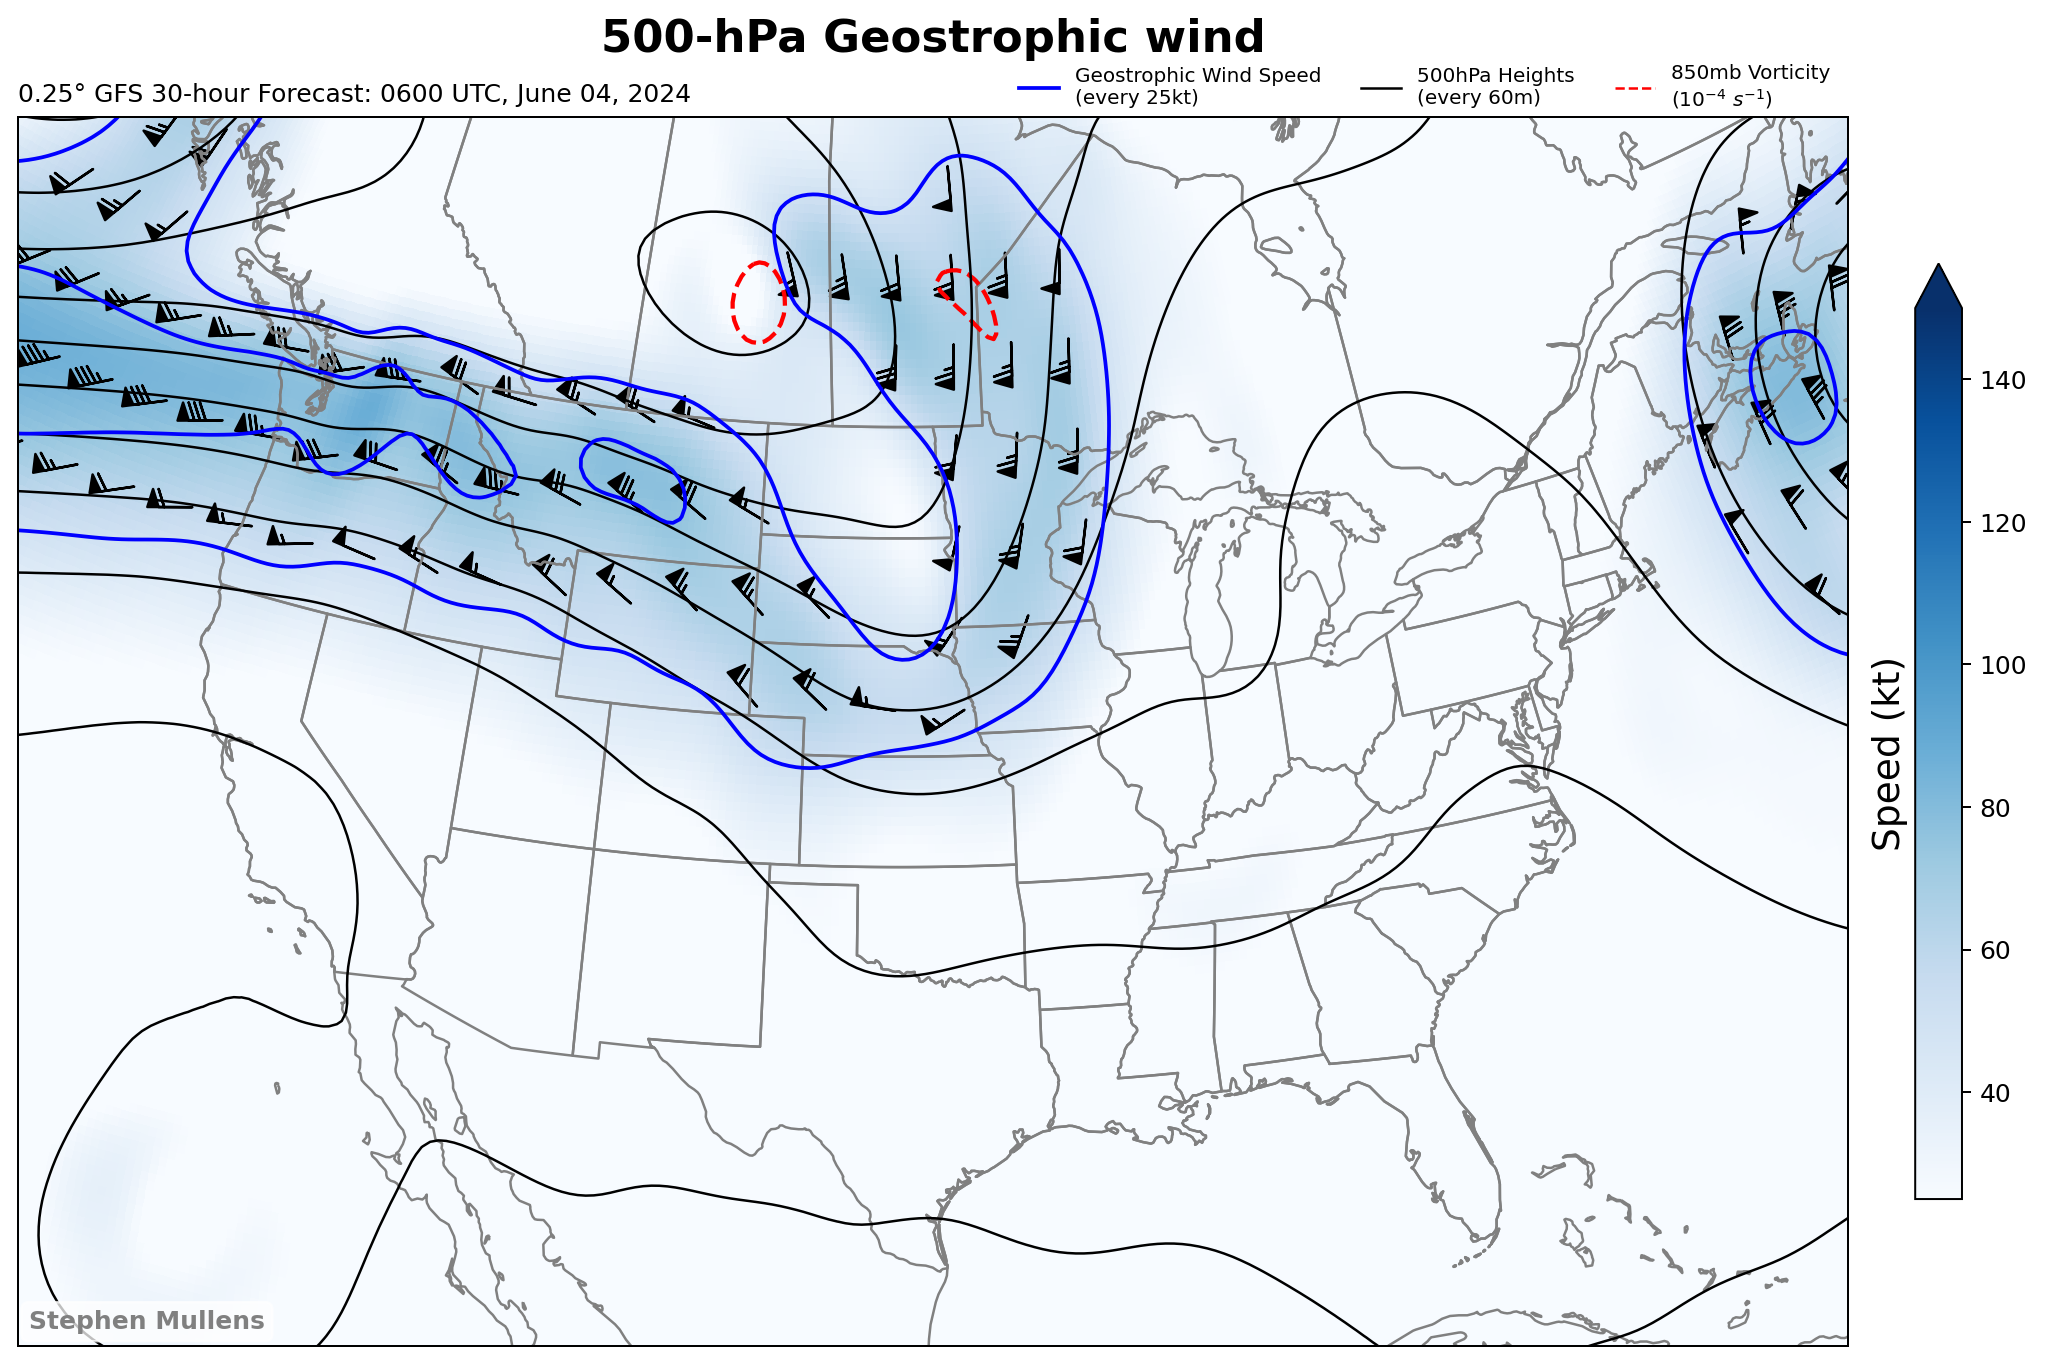 500-hPa Geostrophic wind
0.25° GFS 30-hour Forecast: 0600 UTC, June 04, 2024
Geostrophic Wind Speed
(every 25kt)
500hPa Heights
(every 60m)
850mb Vorticity
(10⁻⁴ s⁻¹)
140
120
100
80
60
40
Speed (kt)
Stephen Mullens